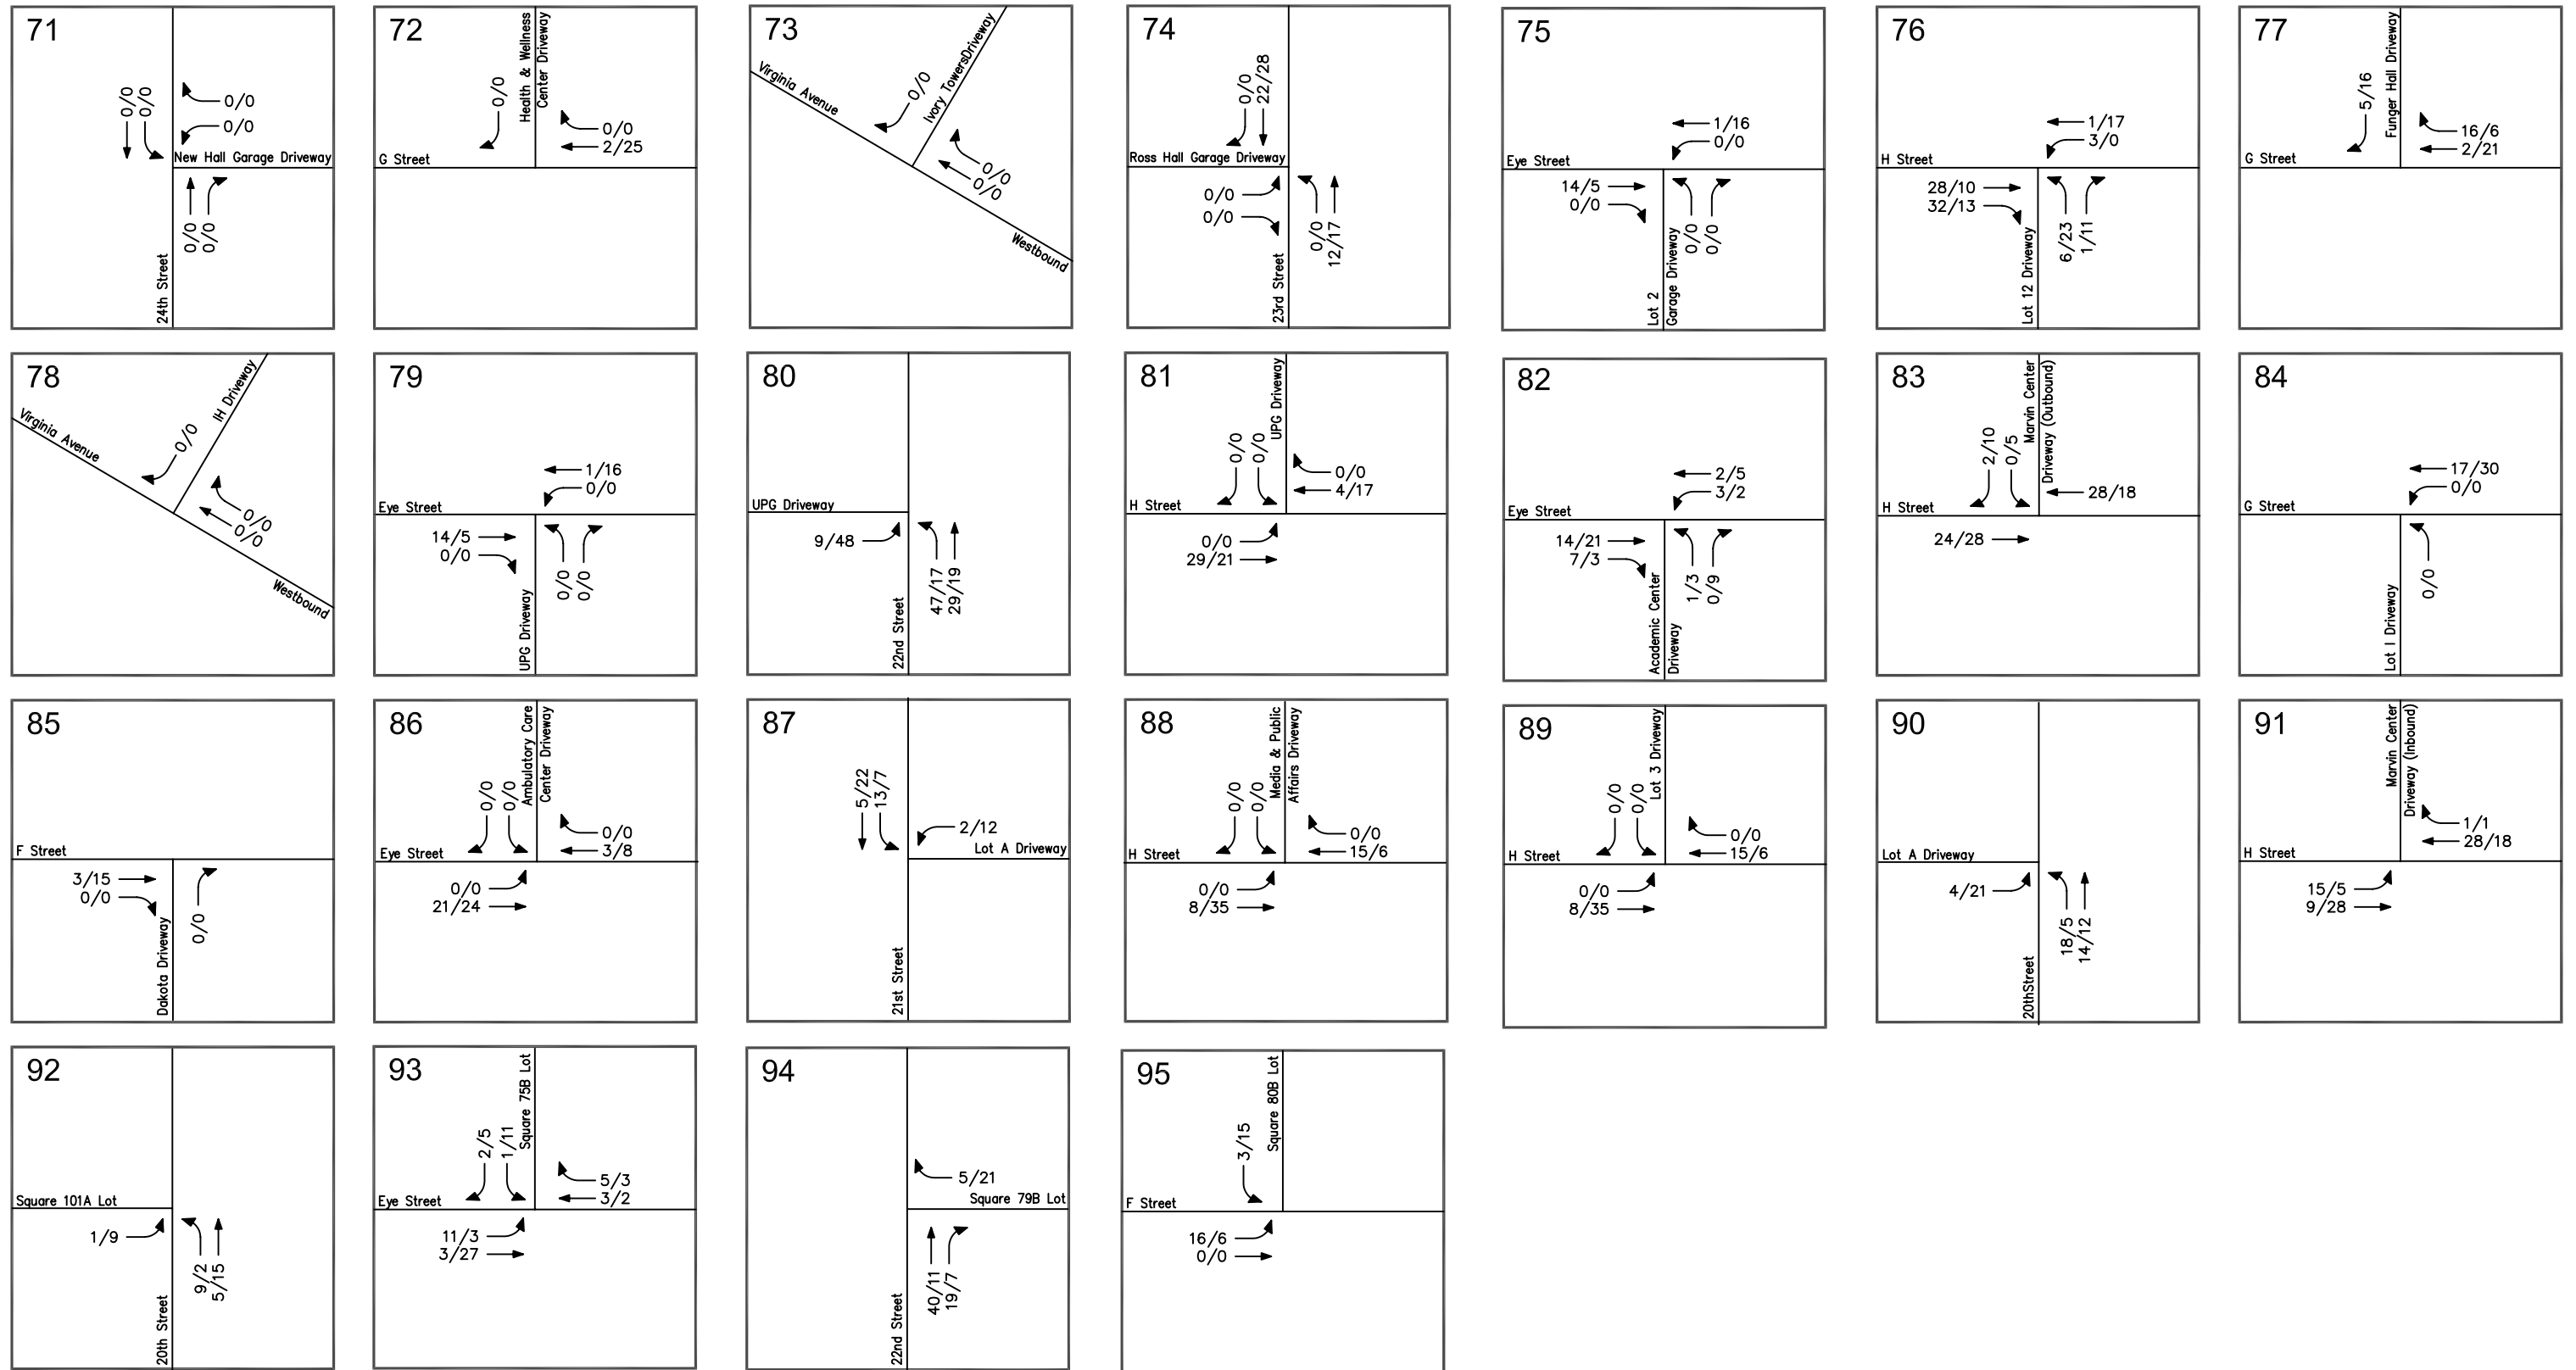 71
0/0
0/0
0/0
0/0
New Hall Garage Driveway
0/0
0/0
24th Street
72
Health & Wellness
Center Driveway
0/0
0/0
2/25
G Street
73
Virginia Avenue
Ivory TowersDriveway
0/0
0/0
0/0
Westbound
74
0/0
22/28
Ross Hall Garage Driveway
0/0
0/0
0/0
12/17
23rd Street
75
1/16
0/0
Eye Street
14/5
0/0
0/0
0/0
Lot 2
Garage Driveway
76
1/17
3/0
H Street
28/10
32/13
6/23
1/11
Lot 12 Driveway
77
Funger Hall Driveway
5/16
16/6
2/21
G Street
78
Virginia Avenue
IH Driveway
0/0
0/0
0/0
Westbound
79
1/16
0/0
Eye Street
14/5
0/0
0/0
0/0
UPG Driveway
80
UPG Driveway
9/48
47/17
29/19
22nd Street
81
UPG Driveway
0/0
0/0
0/0
4/17
H Street
0/0
29/21
82
2/5
3/2
Eye Street
14/21
7/3
1/3
0/9
Academic Center
Driveway
83
Marvin Center
Driveway (Outbound)
2/10
0/5
28/18
H Street
24/28
84
17/30
0/0
G Street
0/0
Lot I Driveway
85
F Street
3/15
0/0
0/0
Dakota Driveway
86
Ambulatory Care
Center Driveway
0/0
0/0
0/0
3/8
Eye Street
0/0
21/24
87
5/22
13/7
2/12
Lot A Driveway
21st Street
88
Media & Public
Affairs Driveway
0/0
0/0
0/0
15/6
H Street
0/0
8/35
89
Lot 3 Driveway
0/0
0/0
0/0
15/6
H Street
0/0
8/35
90
Lot A Driveway
4/21
18/5
14/12
20thStreet
91
Marvin Center
Driveway (Inbound)
1/1
28/18
H Street
15/5
9/28
92
Square 101A Lot
1/9
9/2
5/15
20th Street
93
Square 75B Lot
2/5
1/11
5/3
3/2
Eye Street
11/3
3/27
94
5/21
Square 79B Lot
40/11
19/7
22nd Street
95
Square 80B Lot
3/15
F Street
16/6
0/0